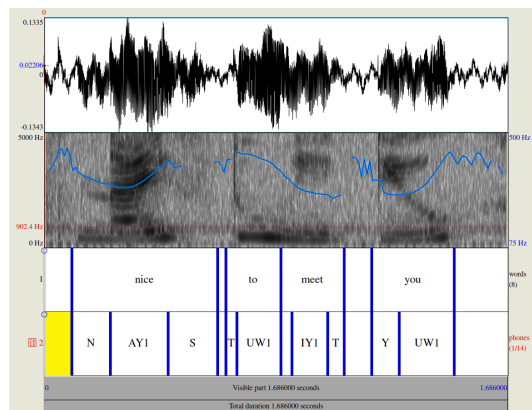 0
0.1335
0.02206
0
-0.1343
5000 Hz
500 Hz
902.4 Hz
0 Hz
75 Hz
1
nice
to
meet
you
words
(8)
2
N
AY1
S
T
UW1
IY1
T
Y
UW1
phones
(1/14)
0
Visible part 1.686000 seconds
1.686000
Total duration 1.686000 seconds